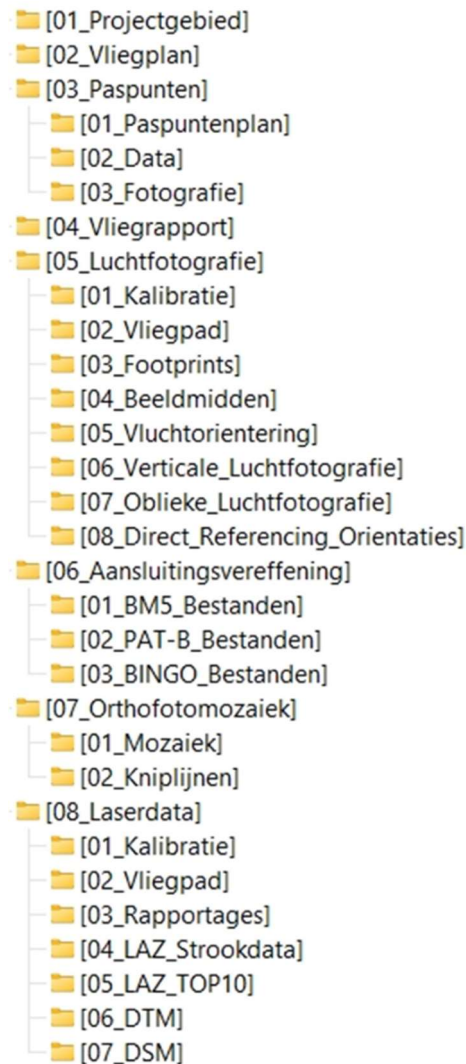 [01_Projectgebied]
[02_Vliegplan]
[03_Paspunten]
[01_Paspuntenplan]
[02_Data]
[03_Fotografie]
[04_Vliegrapport]
[05_Luchtfotografie]
[01_Kalibratie]
[02_Vliegpad]
[03_Footprints]
[04_Beeldmidden]
[05_Vluchtorientering]
[06_Verticale_Luchtfotografie]
[07_Oblieke_Luchtfotografie]
[08_Direct_Referencing_Orientaties]
[06_Aansluitingsvereffening]
[01_BM5_Bestanden]
[02_PAT-B_Bestanden]
[03_BINGO_Bestanden]
[07_Orthofotomozaiek]
[01_Mozaiek]
[02_Kniplijnen]
[08_Laserdata]
[01_Kalibratie]
[02_Vliegpad]
[03_Rapportages]
[04_LAZ_Strookdata]
[05_LAZ_TOP10]
[06_DTM]
[07_DSM]